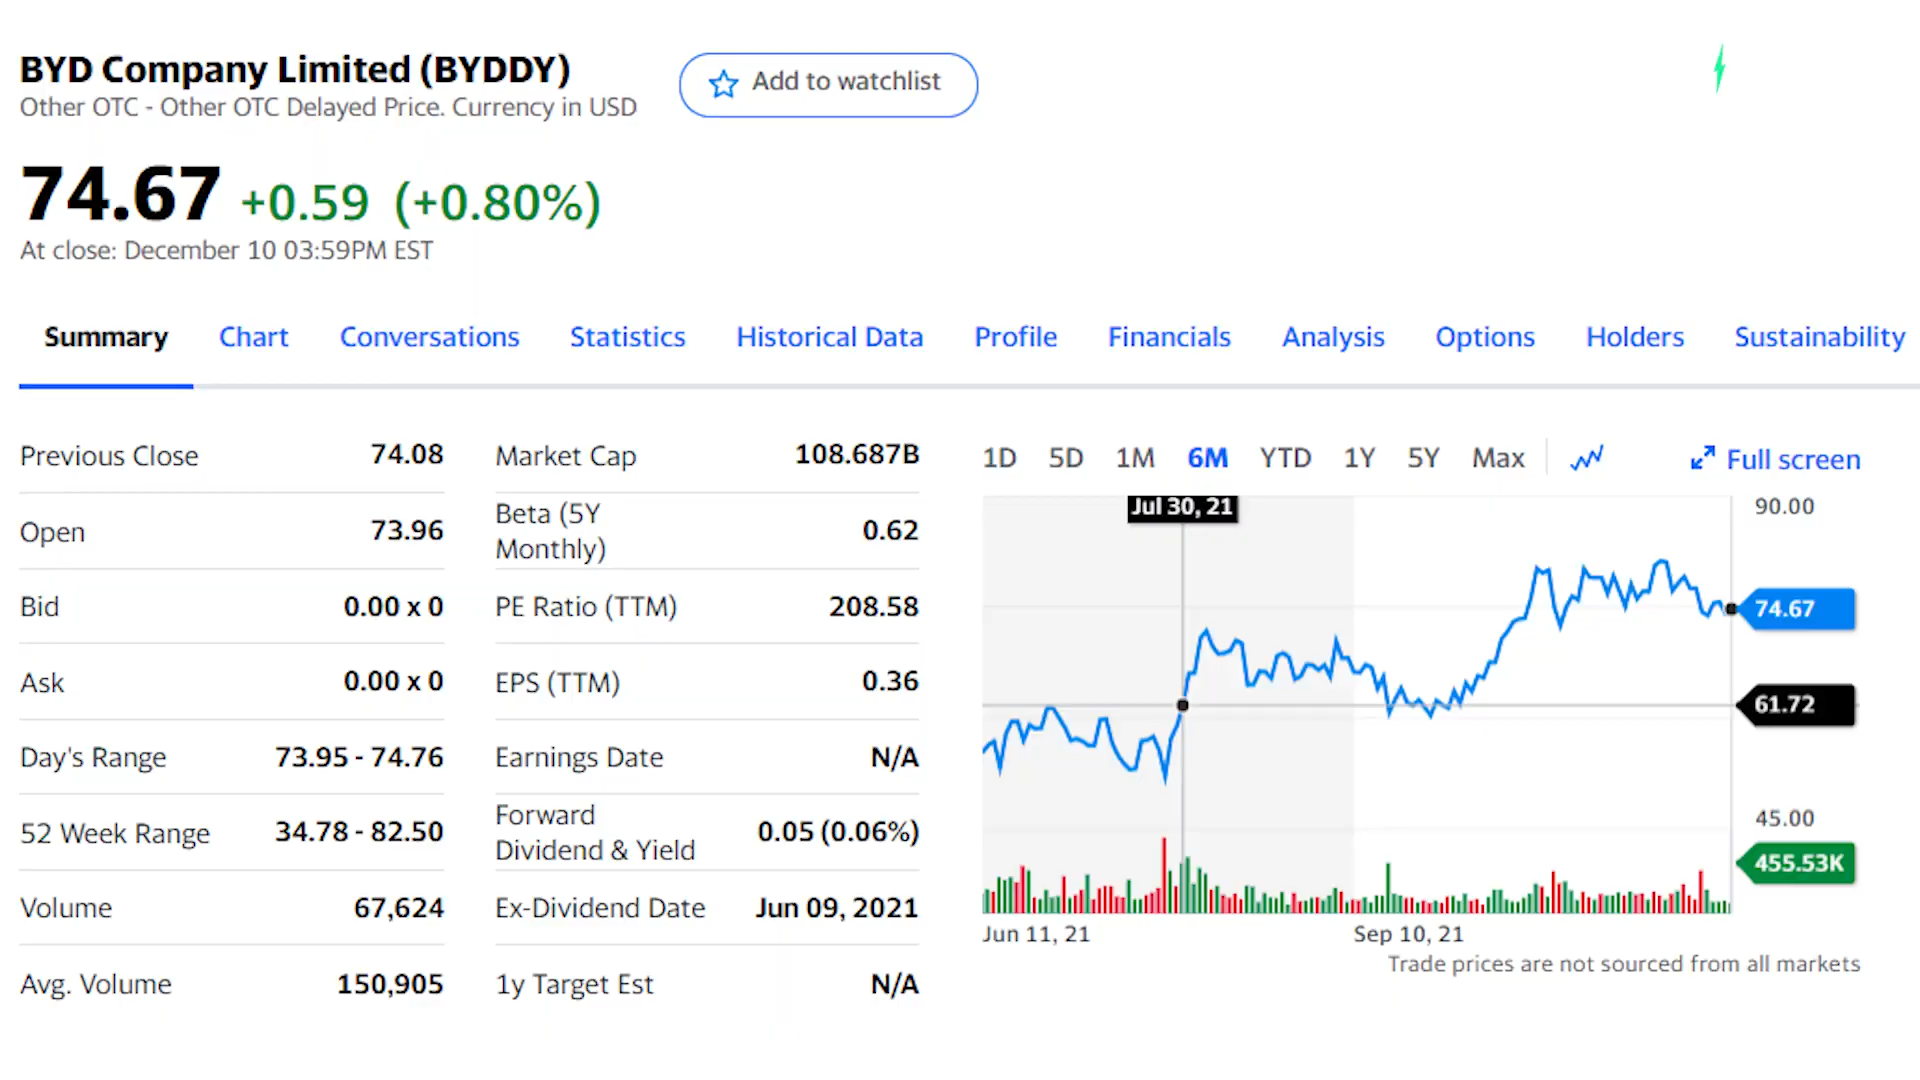 BYD Company Limited (BYDDY)
Other OTC - Other OTC Delayed Price. Currency in USD
Add to watchlist
74.67 +0.59 (+0.80%)
At close: December 10 03:59PM EST
Summary Chart Conversations Statistics Historical Data Profile Financials Analysis Options Holders Sustainability
Previous Close 74.08
Open 73.96
Bid 0.00 x 0
Ask 0.00 x 0
Day's Range 73.95 - 74.76
52 Week Range 34.78 - 82.50
Volume 67,624
Avg. Volume 150,905
Market Cap 108.687B
Beta (5Y
Monthly) 0.62
PE Ratio (TTM) 208.58
EPS (TTM) 0.36
Earnings Date N/A
Forward
Dividend & Yield 0.05 (0.06%)
Ex-Dividend Date Jun 09, 2021
1y Target Est N/A
1D 5D 1M 6M YTD 1Y 5Y Max
Full screen
Jul 30, 21
90.00
74.67
61.72
45.00
455.53K
Jun 11, 21
Sep 10, 21
Trade prices are not sourced from all markets